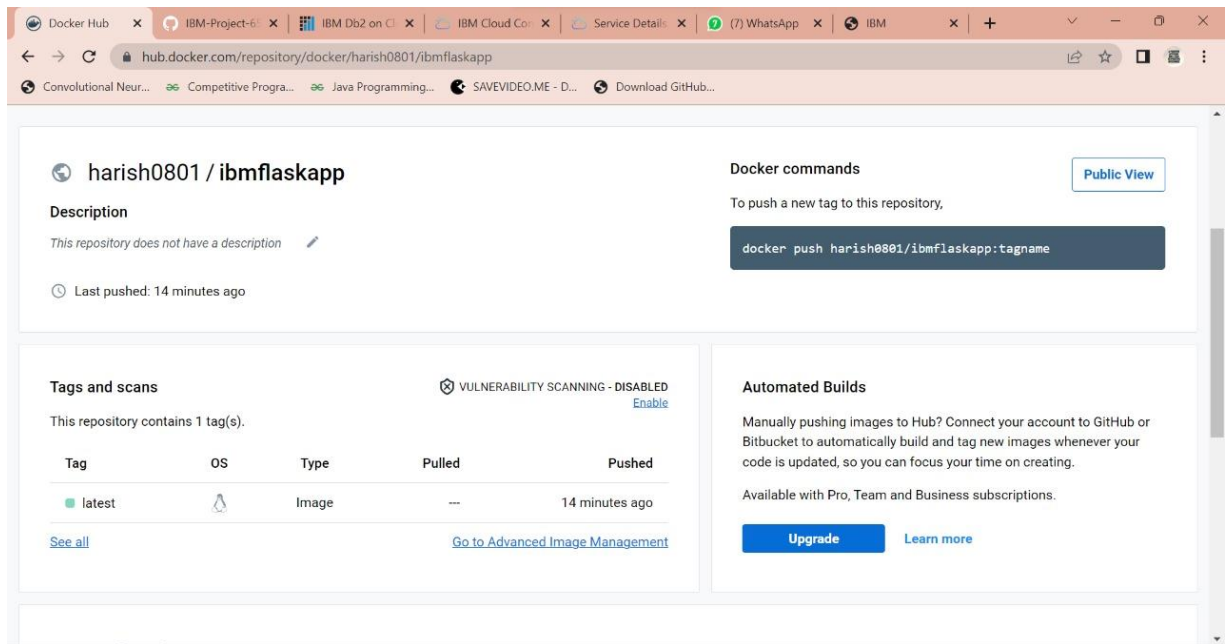 Docker Hub
IBM-Project-6
IBM Db2 on Cl
IBM Cloud Con
Service Details
(7) WhatsApp
IBM
hub.docker.com/repository/docker/harish0801/ibmflaskapp
Convolutional Neur...
Competitive Progra...
Java Programming...
SAVEVIDEO.ME - D...
Download GitHub...
harish0801 / ibmflaskapp
Description
This repository does not have a description
Last pushed: 14 minutes ago
Docker commands
Public View
To push a new tag to this repository,
docker push harish0801/ibmflaskapp:tagname
Tags and scans
VULNERABILITY SCANNING - DISABLED
Enable
This repository contains 1 tag(s).
Tag OS Type Pulled Pushed
latest Image --- 14 minutes ago
See all
Go to Advanced Image Management
Automated Builds
Manually pushing images to Hub? Connect your account to GitHub or
Bitbucket to automatically build and tag new images whenever your
code is updated, so you can focus your time on creating.
Available with Pro, Team and Business subscriptions.
Upgrade
Learn more